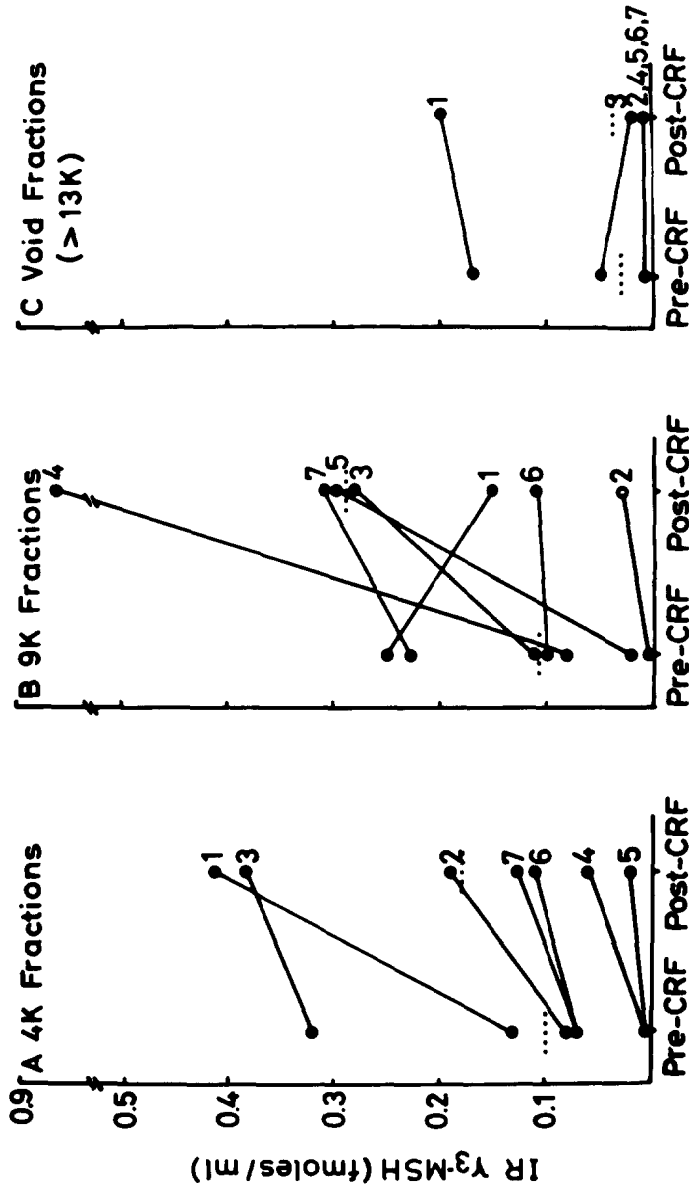 IR γ3-MSH (fmoles/ml)
A 4K Fractions
0.9
0.5
0.4
0.3
0.2
0.1
1
3
2
7
6
4
5
Pre-CRF Post-CRF
B 9K Fractions
4
7
5
3
1
6
2
Pre-CRF Post-CRF
C Void Fractions
(>13K)
1
3
2,4,5,6,7
Pre-CRF Post-CRF